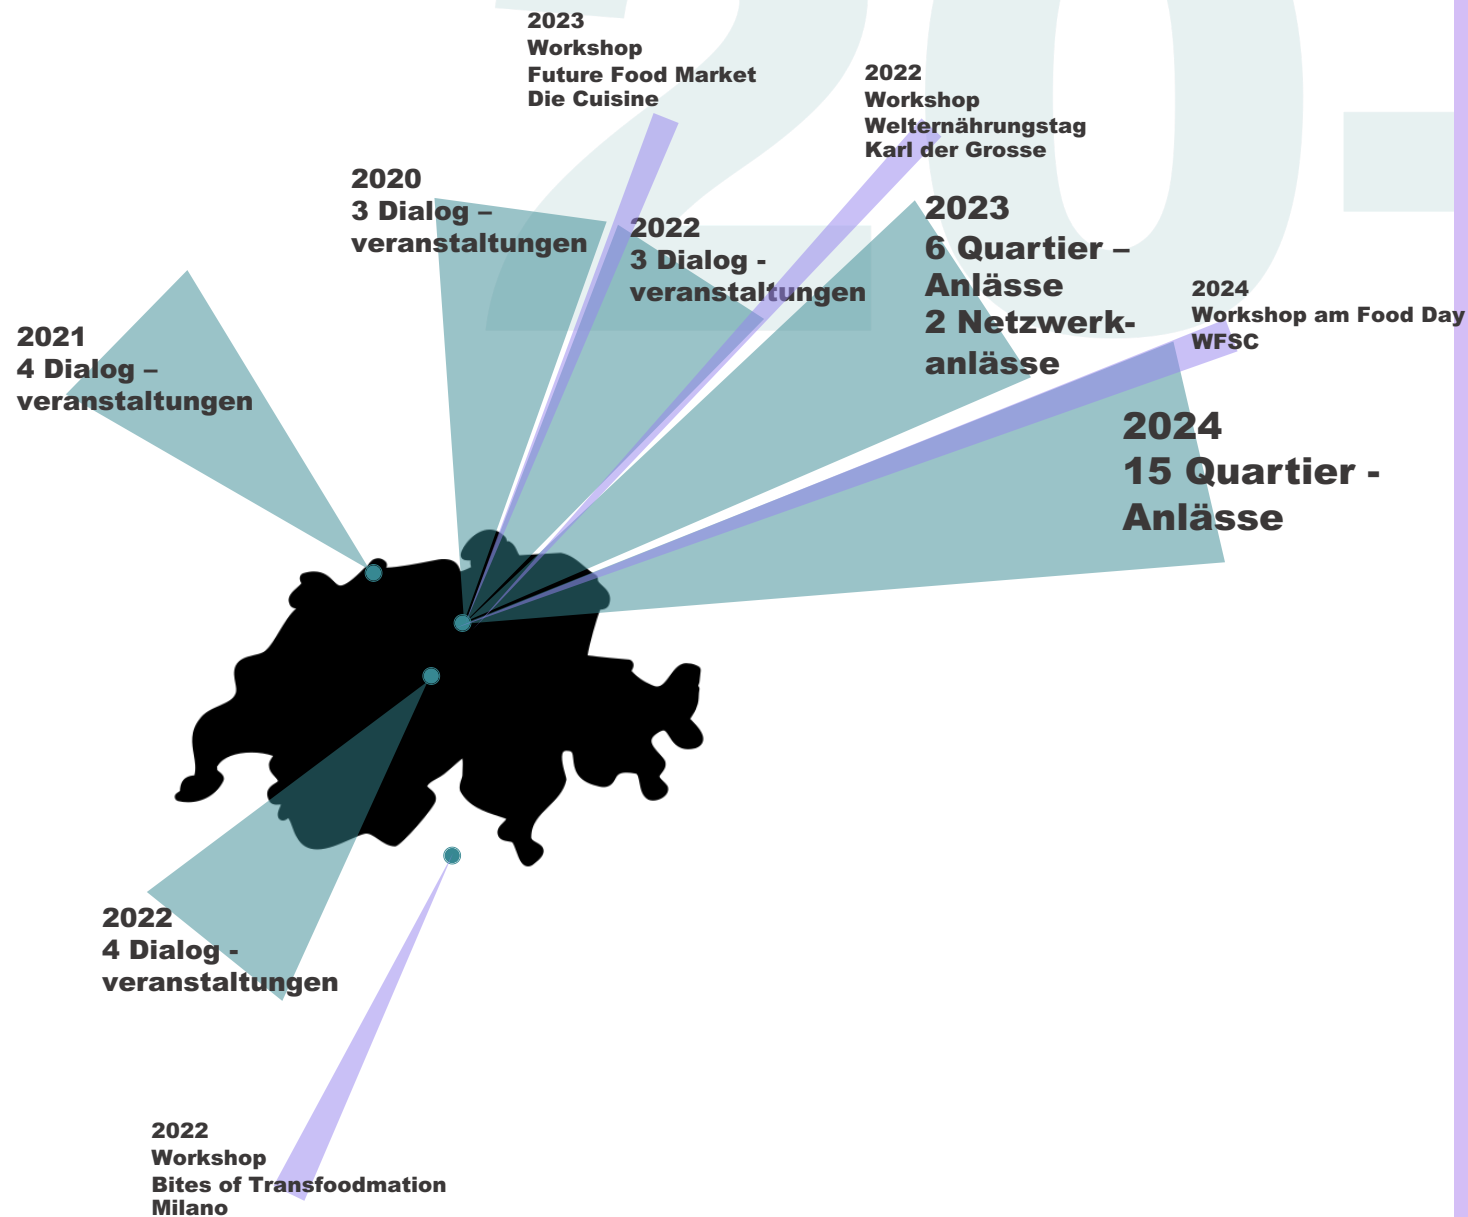 20-
2023
Workshop
Future Food Market
Die Cuisine
2022
Workshop
Welternährungstag
Karl der Grosse
2020
3 Dialog –
veranstaltungen
2022
3 Dialog -
veranstaltungen
2023
6 Quartier –
Anlässe
2 Netzwerk-
anlässe
2024
Workshop am Food Day
WFSC
2021
4 Dialog –
veranstaltungen
2024
15 Quartier -
Anlässe
2022
4 Dialog -
veranstaltungen
2022
Workshop
Bites of Transfoodmation
Milano